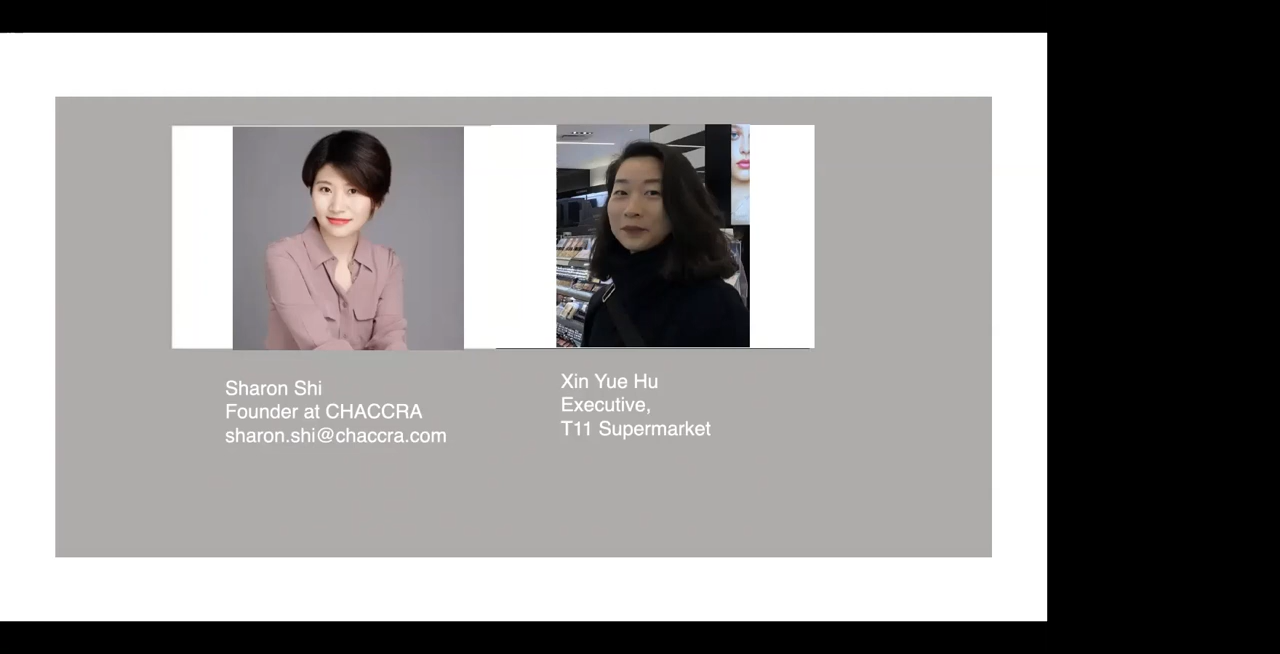 Sharon Shi
Founder at CHACCRA
sharon.shi@chaccra.com
Xin Yue Hu
Executive,
T11 Supermarket